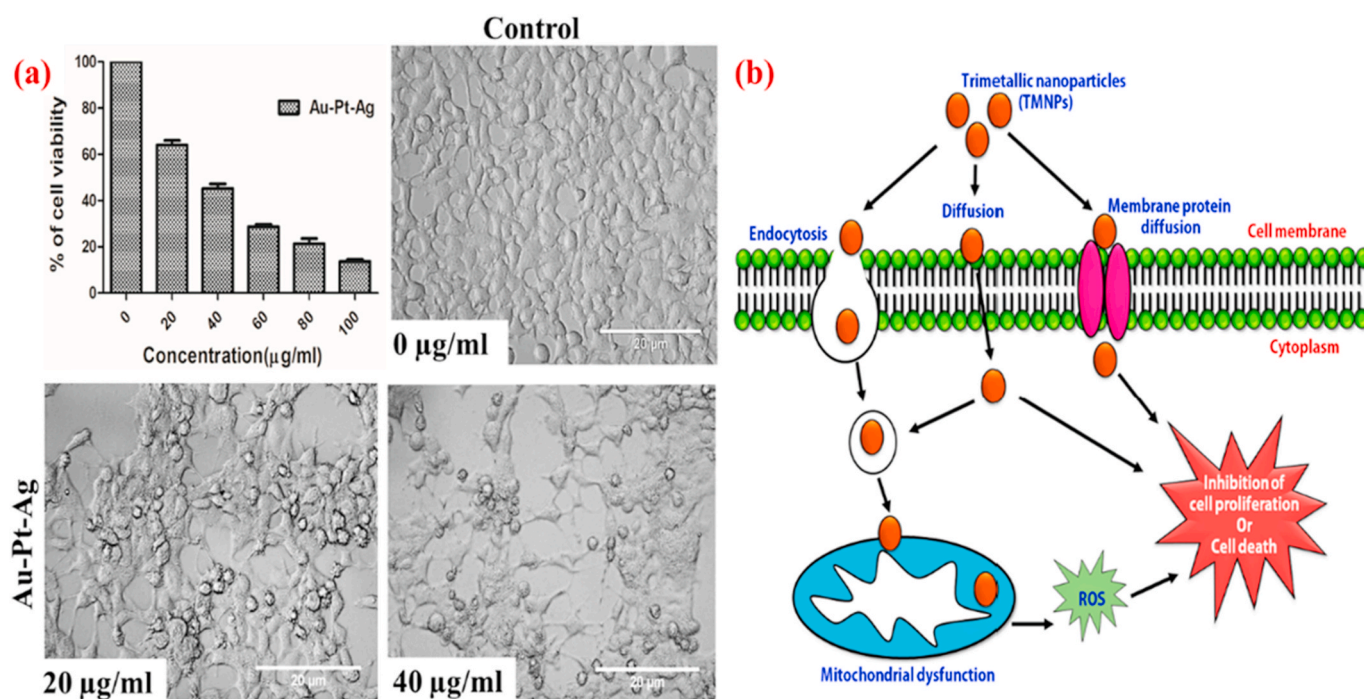 (a)
% of cell viability
100
80
60
40
20
0
Au-Pt-Ag
0
20
40
60
80
100
Concentration(μg/ml)
Control
0 μg/ml
20 μm
Au-Pt-Ag
20 μg/ml
20 μm
40 μg/ml
20 μm
(b)
Trimetallic nanoparticles
(TMNPs)
Endocytosis
Diffusion
Membrane protein
diffusion
Cell membrane
Cytoplasm
Inhibition of
cell proliferation
Or
Cell death
ROS
Mitochondrial dysfunction